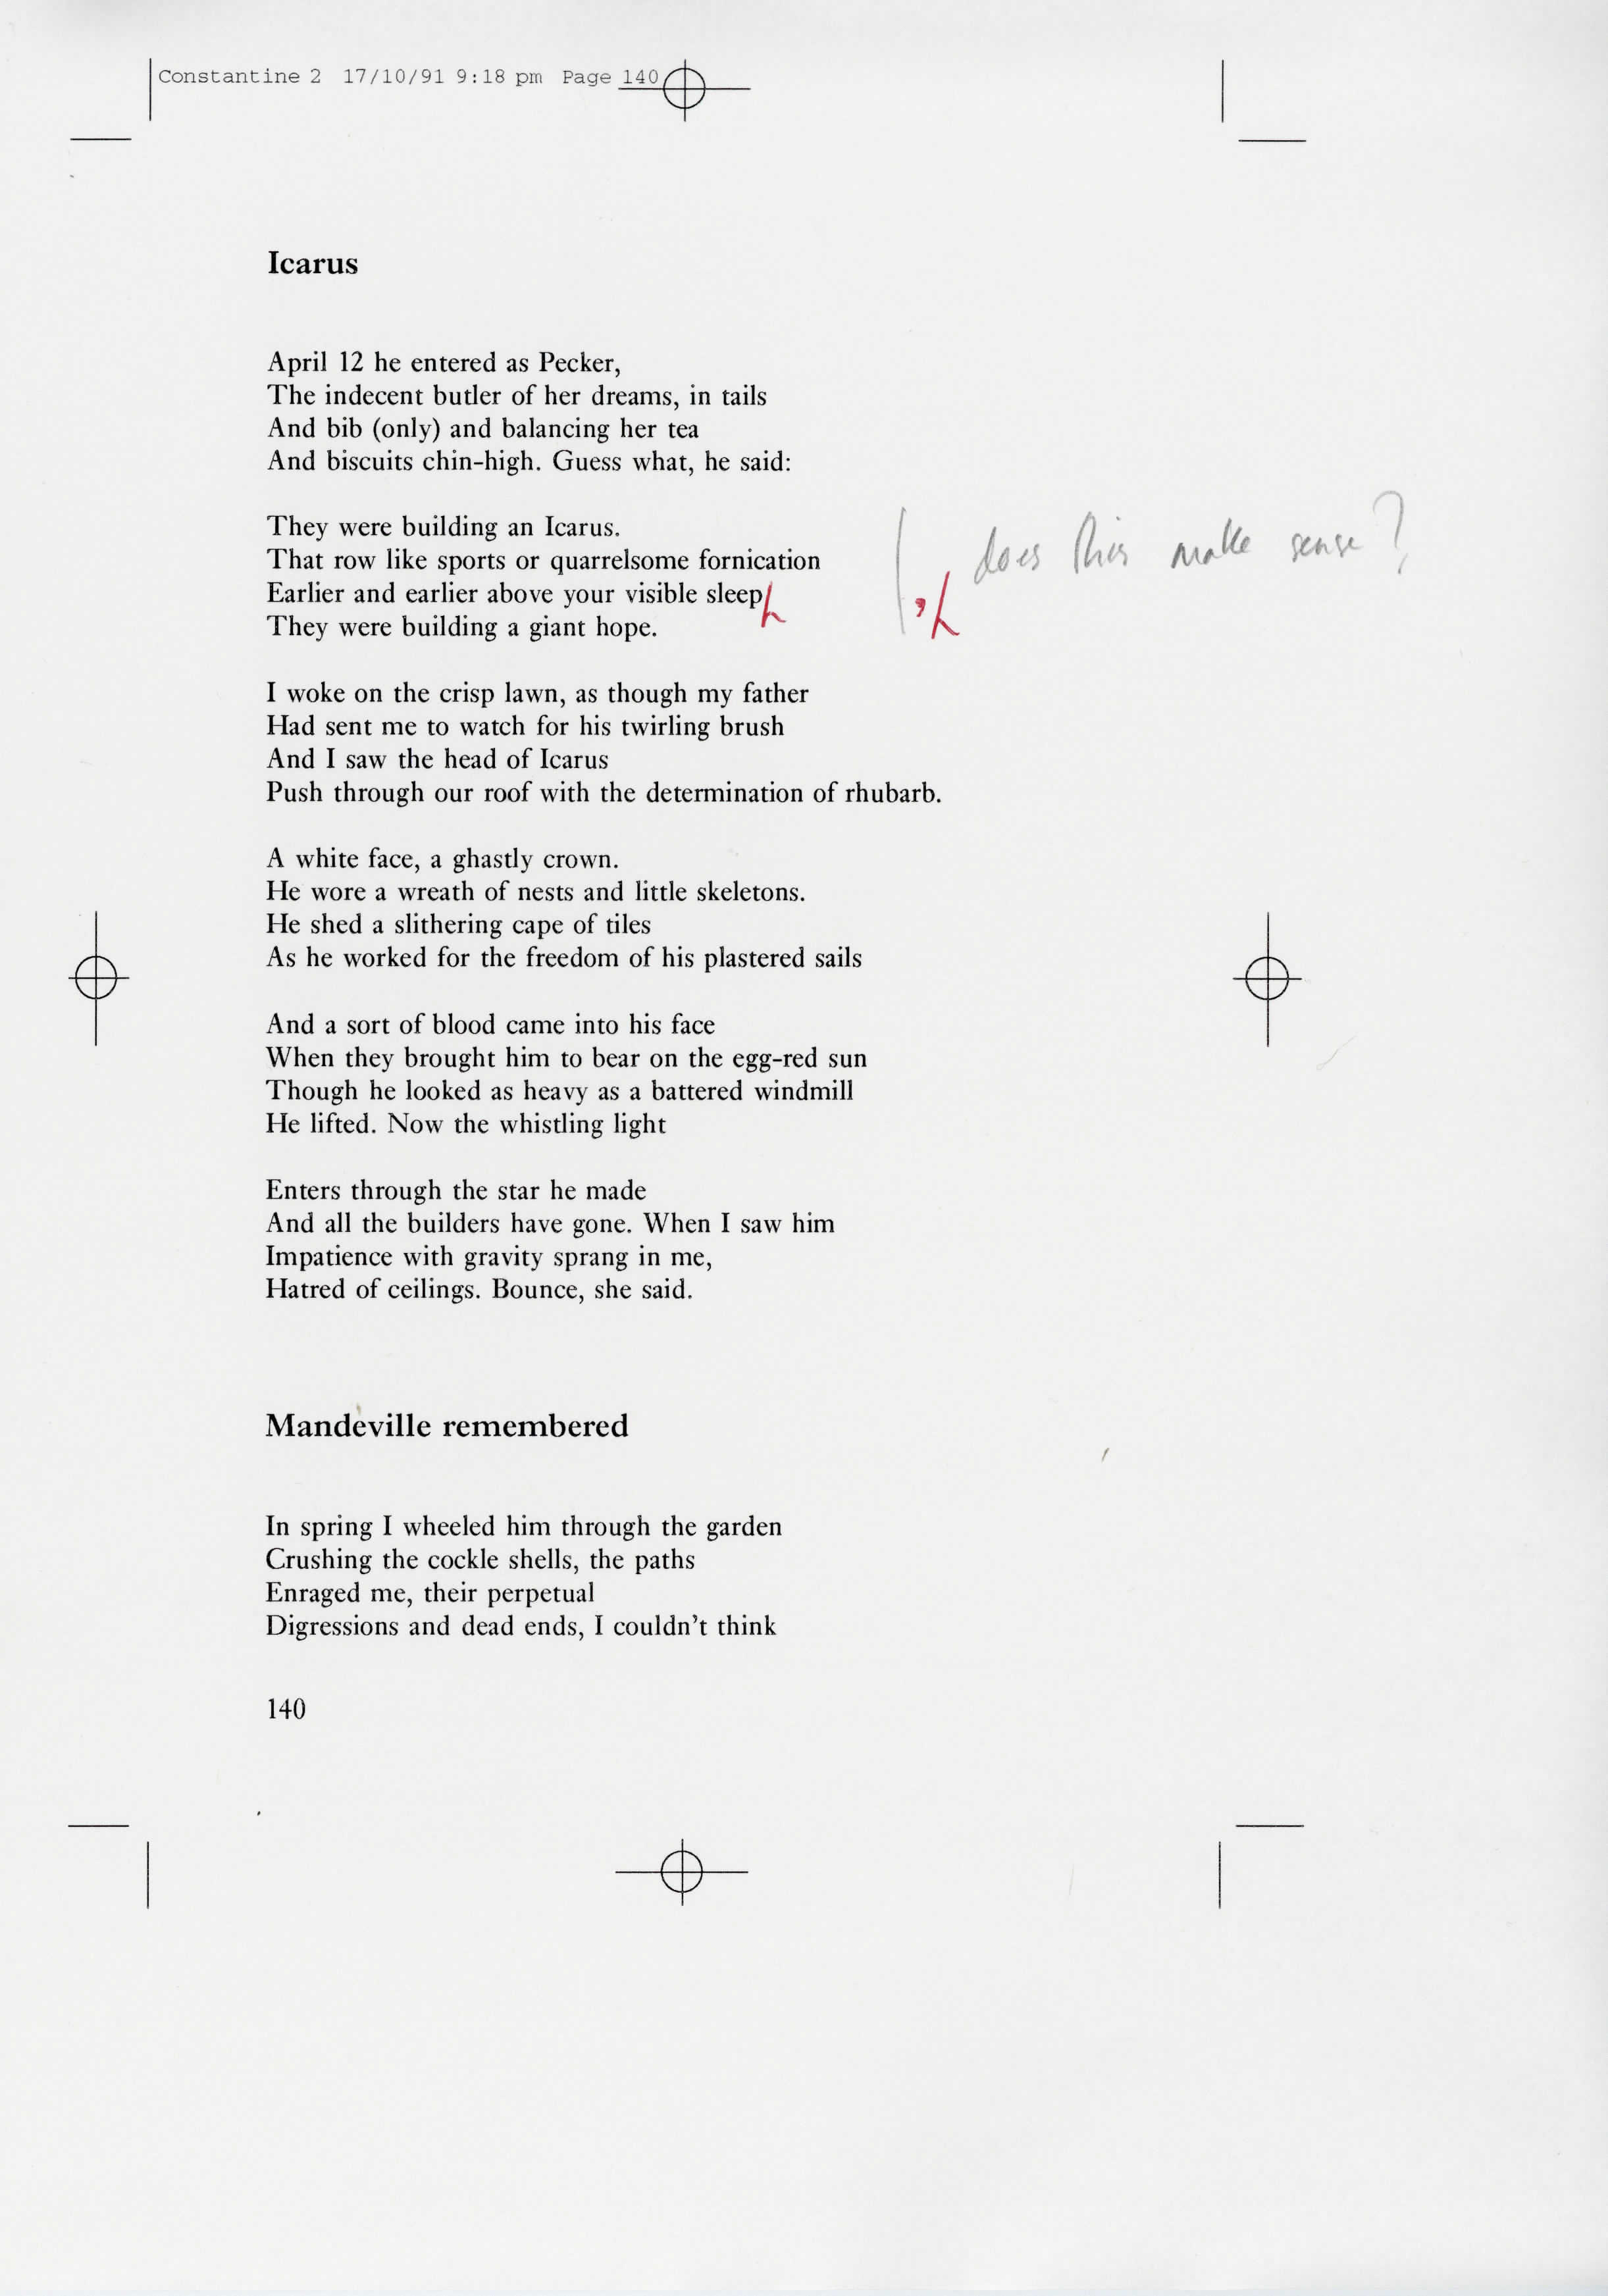 Constantine 2 17/10/91 9:18 pm Page 140
Icarus
April 12 he entered as Pecker,
The indecent butler of her dreams, in tails
And bib (only) and balancing her tea
And biscuits chin-high. Guess what, he said:
They were building an Icarus.
That row like sports or quarrelsome fornication
Earlier and earlier above your visible sleep
They were building a giant hope.
does this make sense?
,
I woke on the crisp lawn, as though my father
Had sent me to watch for his twirling brush
And I saw the head of Icarus
Push through our roof with the determination of rhubarb.
A white face, a ghastly crown.
He wore a wreath of nests and little skeletons.
He shed a slithering cape of tiles
As he worked for the freedom of his plastered sails
And a sort of blood came into his face
When they brought him to bear on the egg-red sun
Though he looked as heavy as a battered windmill
He lifted. Now the whistling light
Enters through the star he made
And all the builders have gone. When I saw him
Impatience with gravity sprang in me,
Hatred of ceilings. Bounce, she said.
Mandeville remembered
In spring I wheeled him through the garden
Crushing the cockle shells, the paths
Enraged me, their perpetual
Digressions and dead ends, I couldn't think
140